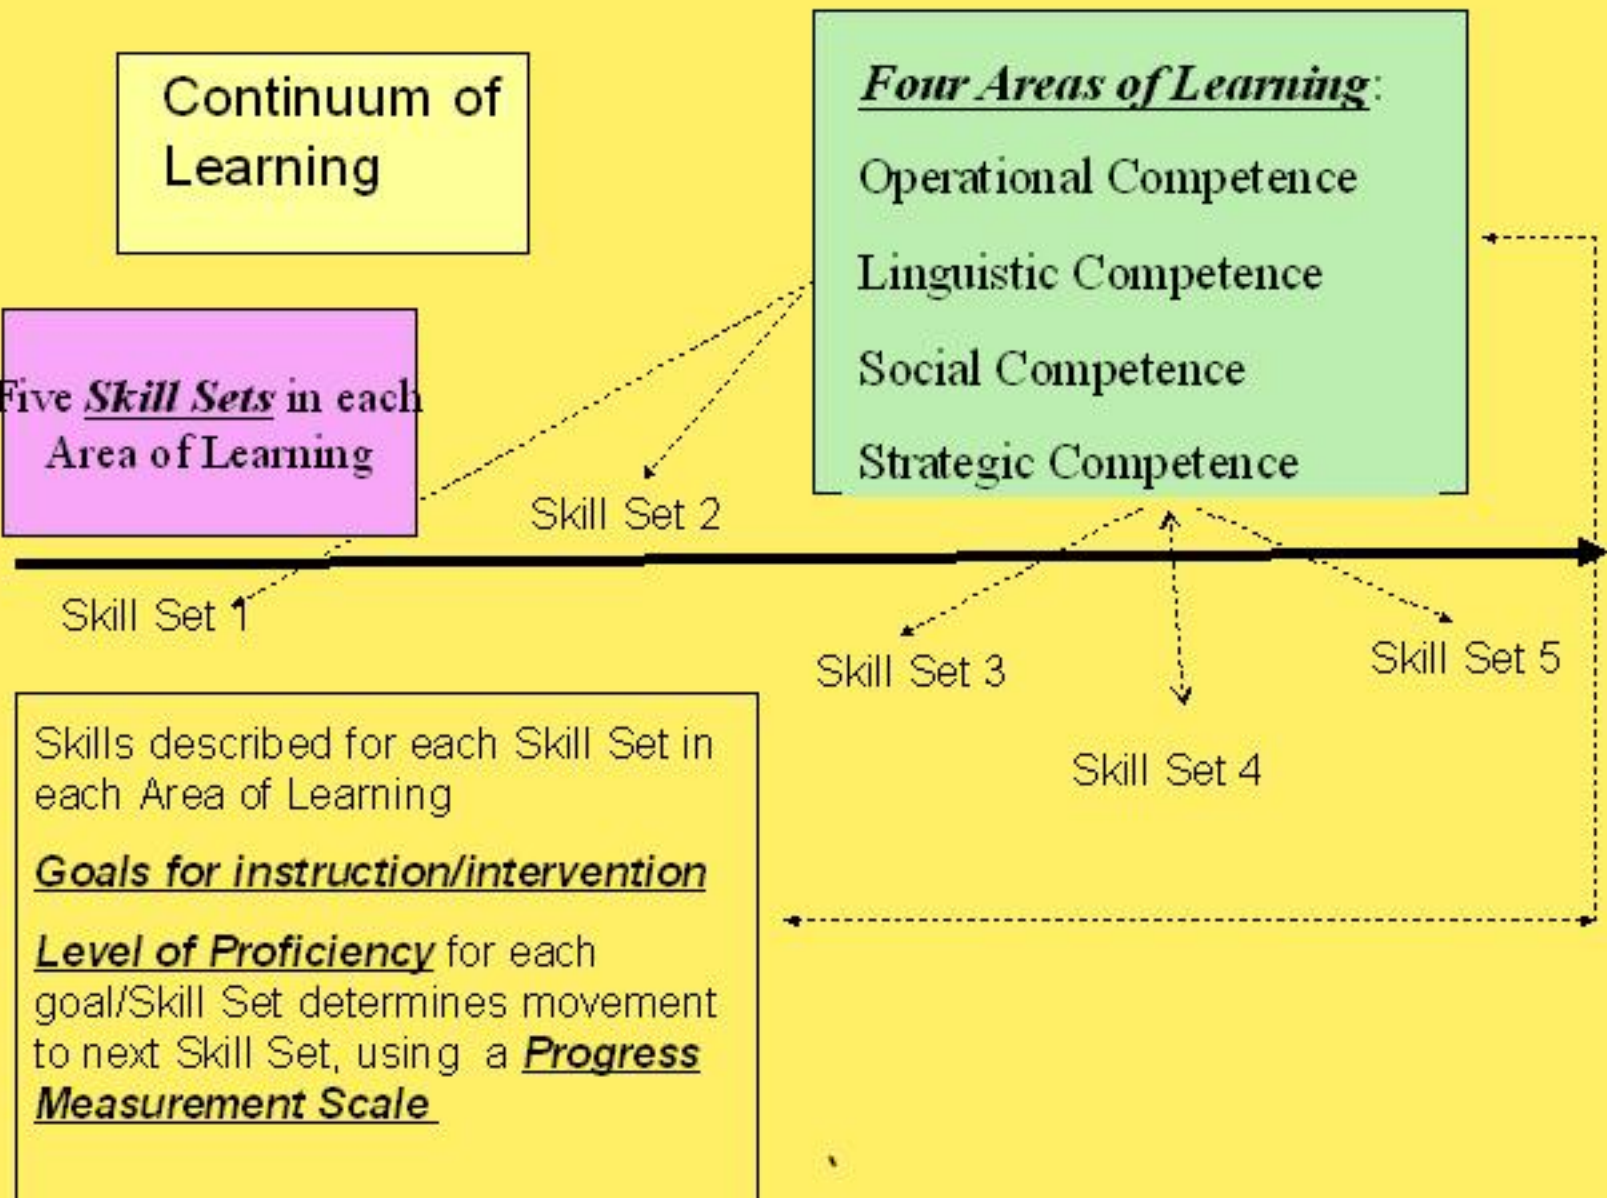 Continuum of
Learning
Four Areas of Learning:
Operational Competence
Linguistic Competence
Social Competence
Strategic Competence
Five Skill Sets in each
Area of Learning
Skill Set 2
Skill Set 1
Skill Set 3
Skill Set 5
Skill Set 4
Skills described for each Skill Set in
each Area of Learning
Goals for instruction/intervention
Level of Proficiency for each
goal/Skill Set determines movement
to next Skill Set, using a Progress
Measurement Scale